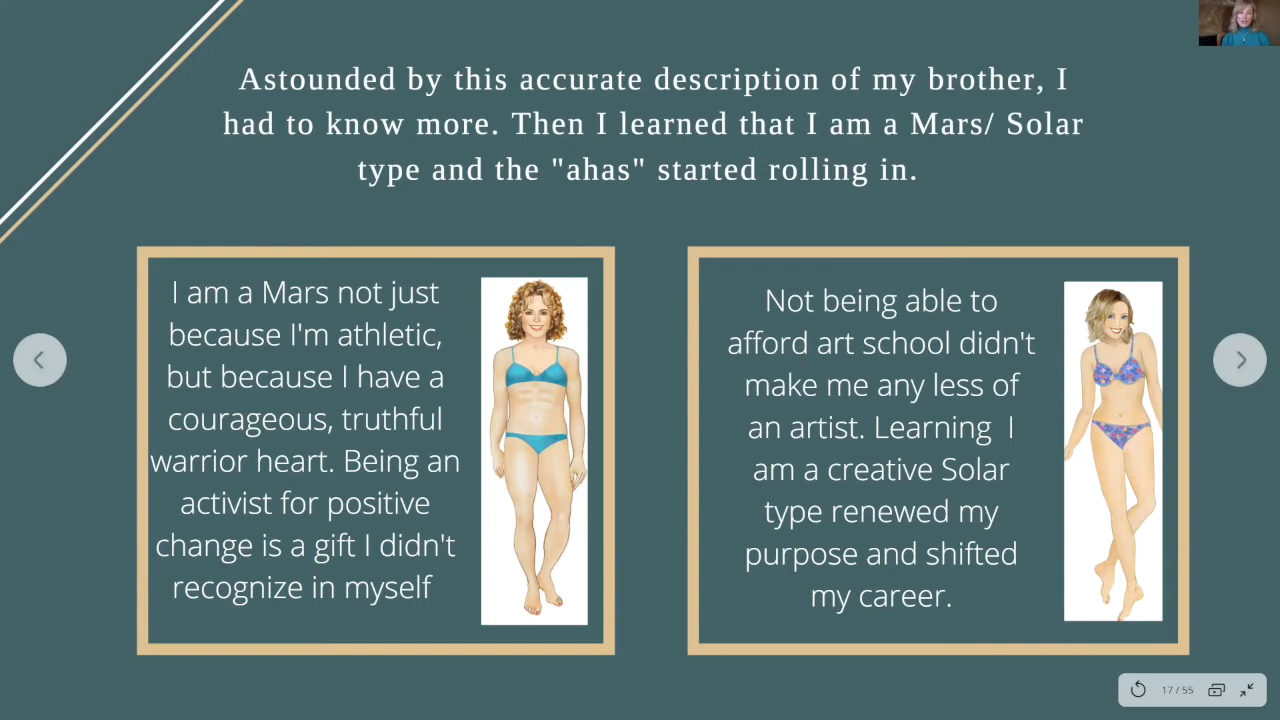 Astounded by this accurate description of my brother, I
had to know more. Then I learned that I am a Mars/ Solar
type and the "ahas" started rolling in.
I am a Mars not just
because I'm athletic,
but because I have a
courageous, truthful
warrior heart. Being an
activist for positive
change is a gift I didn't
recognize in myself
Not being able to
afford art school didn't
make me any less of
an artist. Learning  I
am a creative Solar
type renewed my
purpose and shifted
my career.
17 / 55